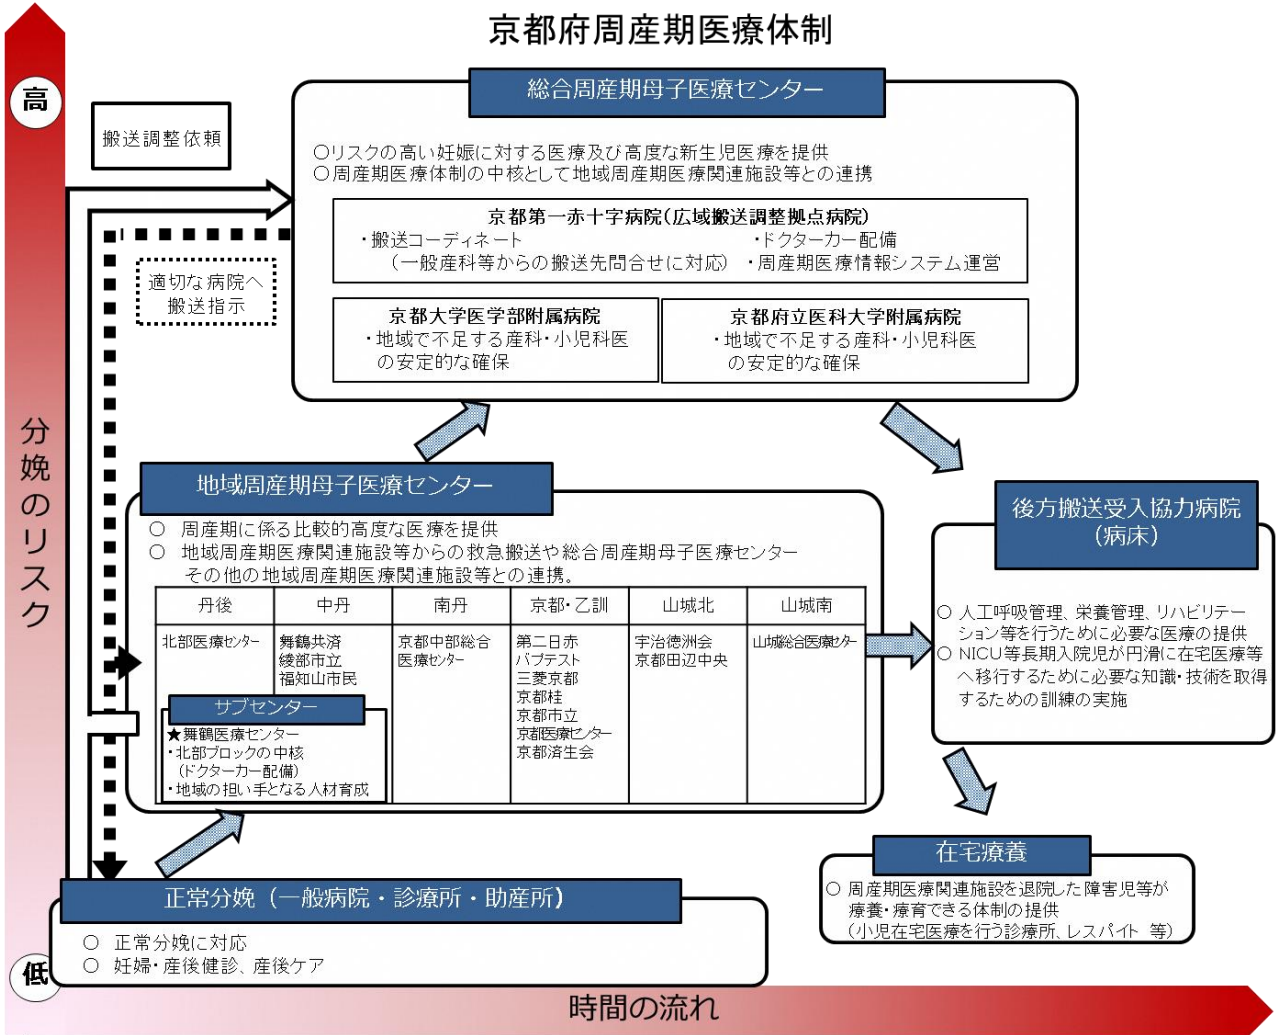 京都府周産期医療体制
高
総合周産期母子医療センター
搬送調整依頼
○リスクの高い妊娠に対する医療及び高度な新生児医療を提供
○周産期医療体制の中核として地域周産期医療関連施設等との連携
京都第一赤十字病院(広域搬送調整拠点病院)
・搬送コーディネート
(一般産科等からの搬送先問合せに対応)
・ドクターカー配備
・周産期医療情報システム運営
適切な病院へ
搬送指示
京都大学医学部附属病院
・地域で不足する産科・小児科医
の安定的な確保
京都府立医科大学附属病院
・地域で不足する産科・小児科医
の安定的な確保
分娩のリスク
地域周産期母子医療センター
○ 周産期に係る比較的高度な医療を提供
○ 地域周産期医療関連施設等からの救急搬送や総合周産期母子医療センター
その他の地域周産期医療関連施設等との連携。
丹後
中丹
南丹
京都・乙訓
山城北
山城南
北部医療センター
舞鶴共済
綾部市立
福知山市民
京都中部総合
医療センター
第二日赤
バプテスト
三菱京都
京都桂
京都市立
京都医療センター
京都済生会
宇治徳洲会
京都田辺中央
山城総合医療センター
サブセンター
★舞鶴医療センター
・北部ブロックの中核
(ドクターカー配備)
・地域の担い手となる人材育成
後方搬送受入協力病院
(病床)
○ 人工呼吸管理、栄養管理、リハビリテー
ション等を行うために必要な医療の提供
○ NICU等長期入院児が円滑に在宅医療等
へ移行するために必要な知識・技術を取得
するための訓練の実施
在宅療養
○ 周産期医療関連施設を退院した障害児等が
療養・療育できる体制の提供
(小児在宅医療を行う診療所、レスパイト 等)
正常分娩(一般病院・診療所・助産所)
○ 正常分娩に対応
○ 妊婦・産後健診、産後ケア
低
時間の流れ